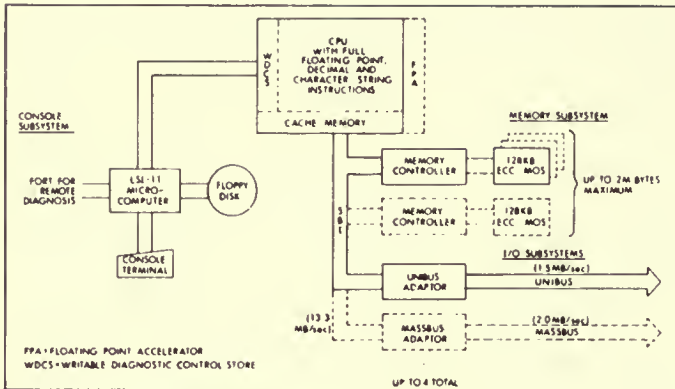 WDCS
CPU
WITH FULL
FLOATING POINT,
DECIMAL AND
CHARACTER STRING
INSTRUCTIONS
FPA
CACHE MEMORY
CONSOLE
SUBSYSTEM
PORT FOR
REMOTE
DIAGNOSIS
LSI-11
MICRO-
COMPUTER
FLOPPY
DISK
CONSOLE
TERMINAL
MEMORY SUBSYSTEM
MEMORY
CONTROLLER
128KB
ECC MOS
UP TO 2M BYTES
MAXIMUM
SBI
MEMORY
CONTROLLER
128KB
ECC MOS
I/O SUBSYSTEMS
UNIBUS
ADAPTOR
(1.5MB/sec)
UNIBUS
(13.3
MB/sec)
MASSBUS
ADAPTOR
(2.0MB/sec)
MASSBUS
FPA=FLOATING POINT ACCELERATOR
WDCS=WRITABLE DIAGNOSTIC CONTROL STORE
UP TO 4 TOTAL